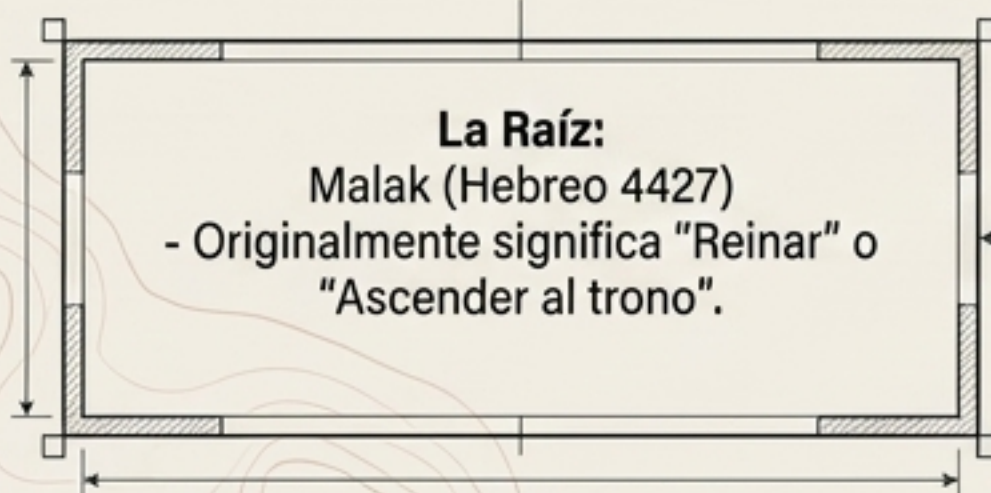 La Raíz:
Malak (Hebreo 4427)
- Originalmente significa "Reinar" o
"Ascender al trono".